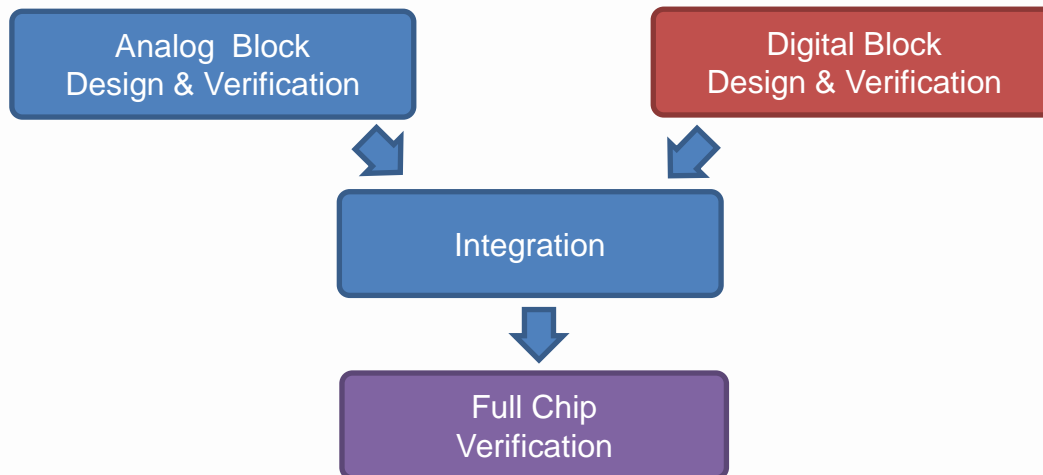 Analog  Block
Design & Verification
Digital Block
Design & Verification
Integration
Full Chip
Verification